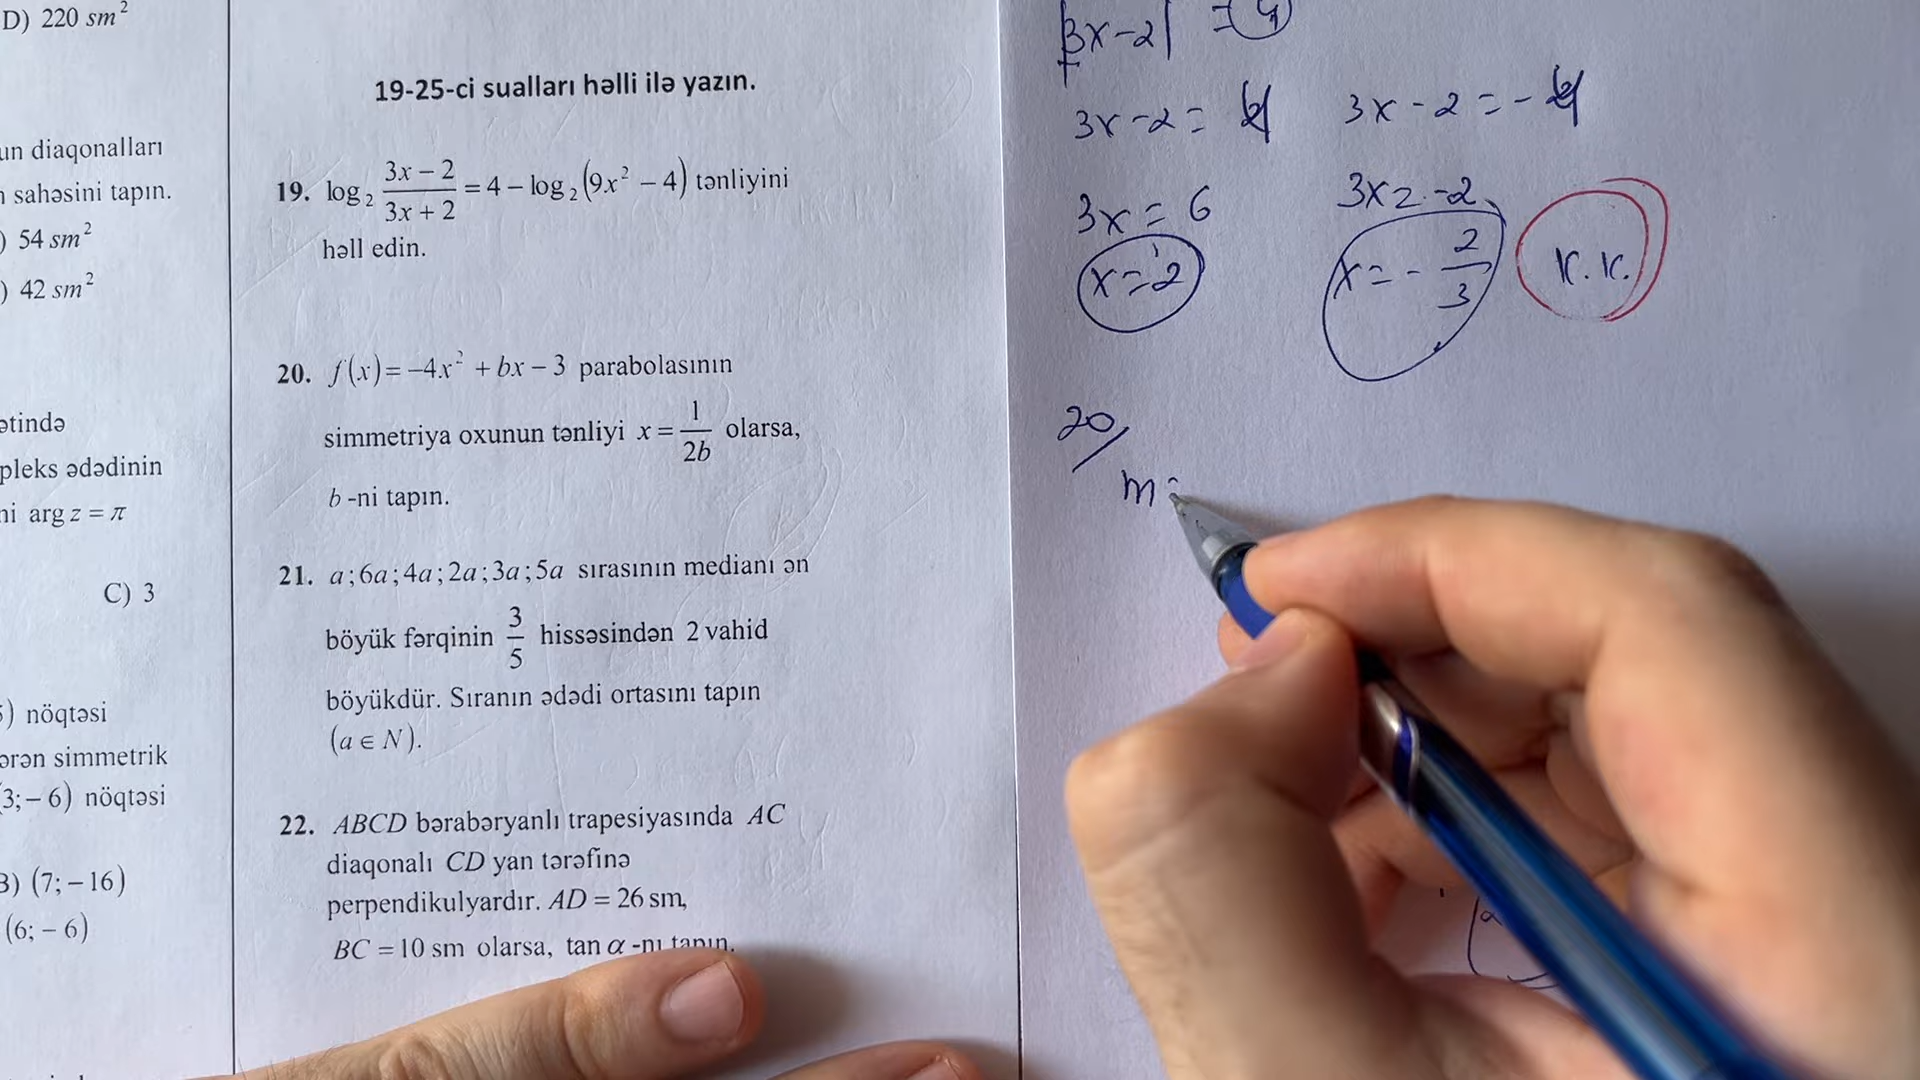 D) 220 sm²
un diaqonalları
sahəsini tapın.
) 54 sm²
) 42 sm²
ətində
pleks ədədinin
ni arg z = π
C) 3
) nöqtəsi
ərən simmetrik
3; – 6) nöqtəsi
B) (7; – 16)
(6; – 6)
19-25-ci sualları həlli ilə yazın.
19. log₂ (3x – 2)/(3x + 2) = 4 – log₂ (9x² – 4) tənliyini
həll edin.
20. f(x) = –4x² + bx – 3 parabolasının
simmetriya oxunun tənliyi x = 1/(2b) olarsa,
b -ni tapın.
21. a ; 6a ; 4a ; 2a ; 3a ; 5a sırasının medianı ən
böyük fərqinin 3/5 hissəsindən 2 vahid
böyükdür. Sıranın ədədi ortasını tapın
(a ∈ N).
22. ABCD bərabəryanlı trapesiyasında AC
diaqonalı CD yan tərəfinə
perpendikulyardır. AD = 26 sm,
BC = 10 sm olarsa, tan α -nı tapın.
|3x – 2| = 4
3x – 2 = 4 3x – 2 = – 4
3x = 6 3x = -2
x = 2 x = – 2/3 K.K.
20/
m =